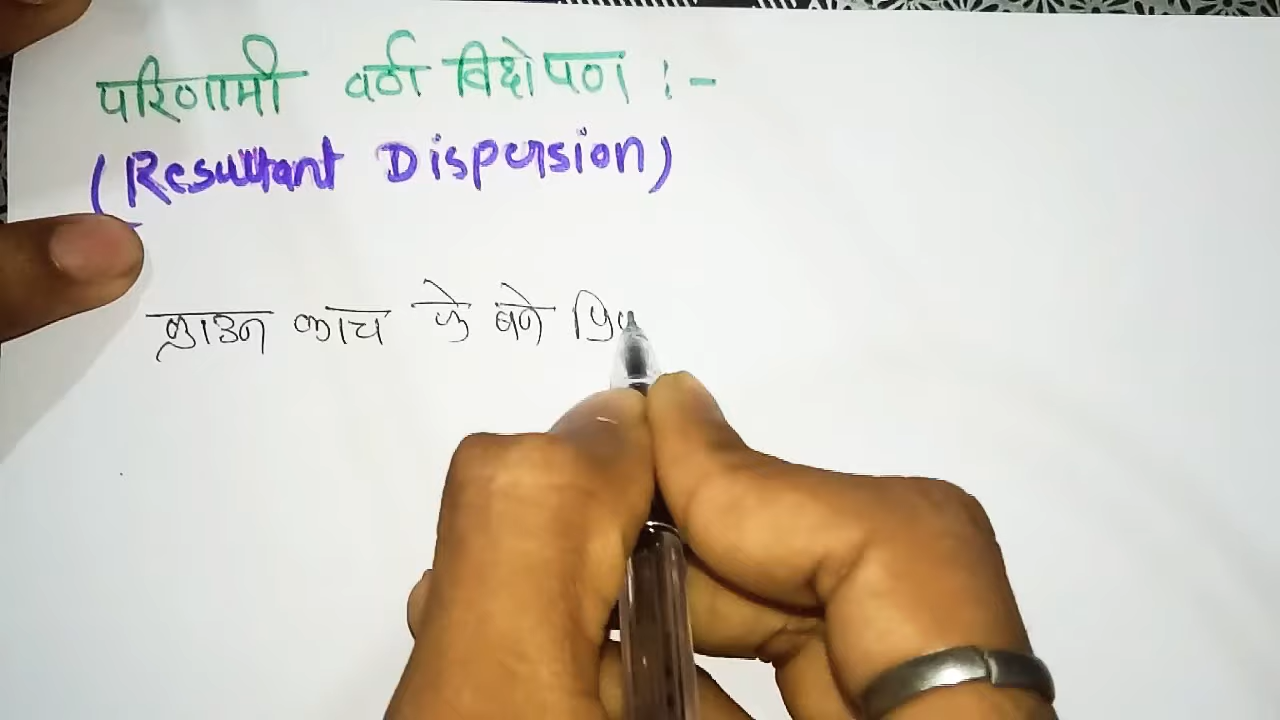 परिणामी वर्ण विक्षेपण :-
(Resultant Dispersion)
क्राउन काच के बने